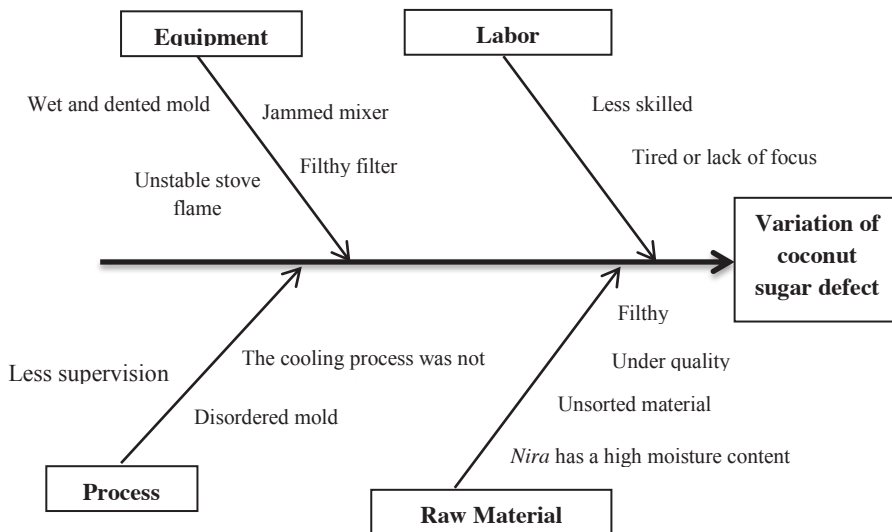 Equipment
Labor
Wet and dented mold
Jammed mixer
Less skilled
Filthy filter
Tired or lack of focus
Unstable stove
flame
Variation of
coconut
sugar defect
Filthy
The cooling process was not
Under quality
Less supervision
Unsorted material
Disordered mold
Nira has a high moisture content
Process
Raw Material